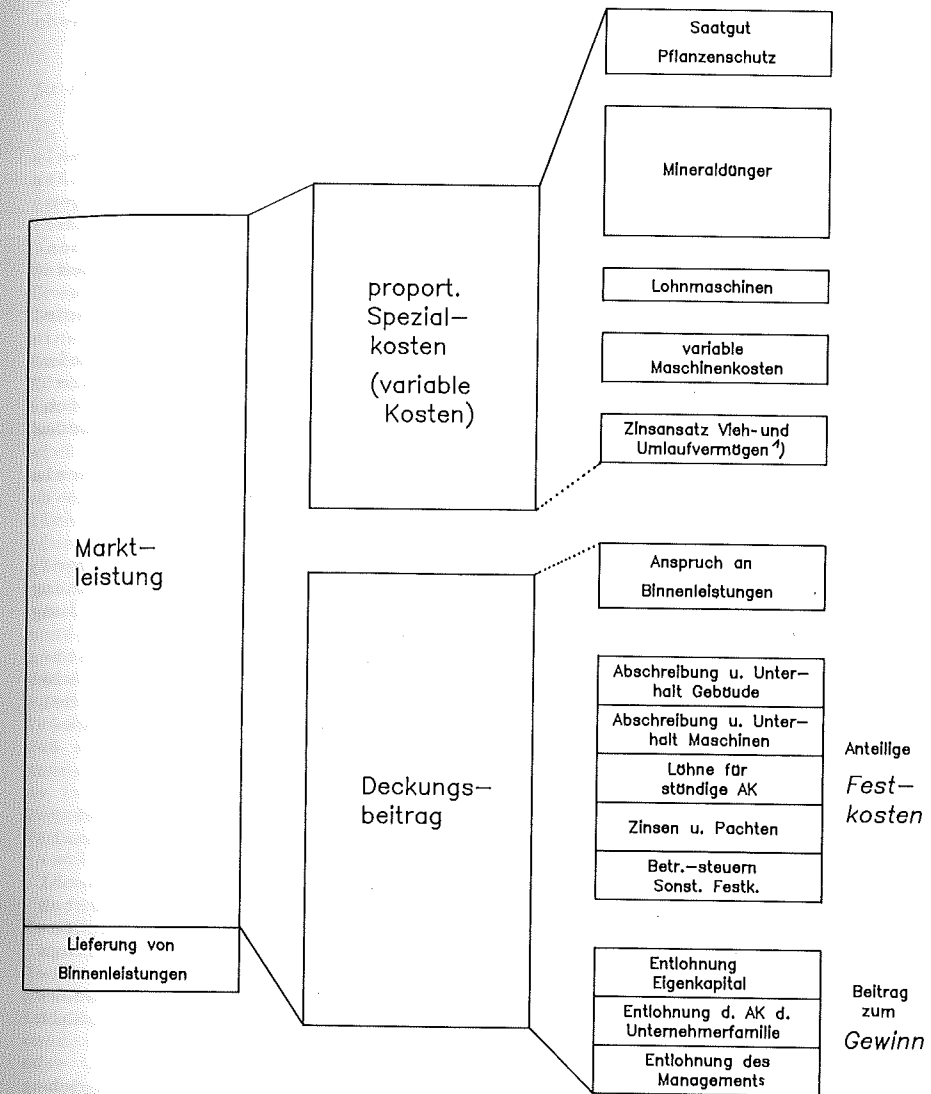 Markt–
leistung
Lieferung von
Binnenleistungen
proport.
Spezial–
kosten
(variable
Kosten)
Deckungs–
beitrag
Saatgut
Pflanzenschutz
Mineraldünger
Lohnmaschinen
variable
Maschinenkosten
Zinsansatz Vieh-und
Umlaufvermögen ¹)
Anspruch an
Binnenleistungen
Abschreibung u. Unter–
halt Gebäude
Abschreibung u. Unter–
halt Maschinen
Löhne für
ständige AK
Zinsen u. Pachten
Betr.–steuern
Sonst. Festk.
Anteilige
Fest–
kosten
Entlohnung
Eigenkapital
Entlohnung d. AK d.
Unternehmerfamilie
Entlohnung des
Managements
Beitrag
zum
Gewinn